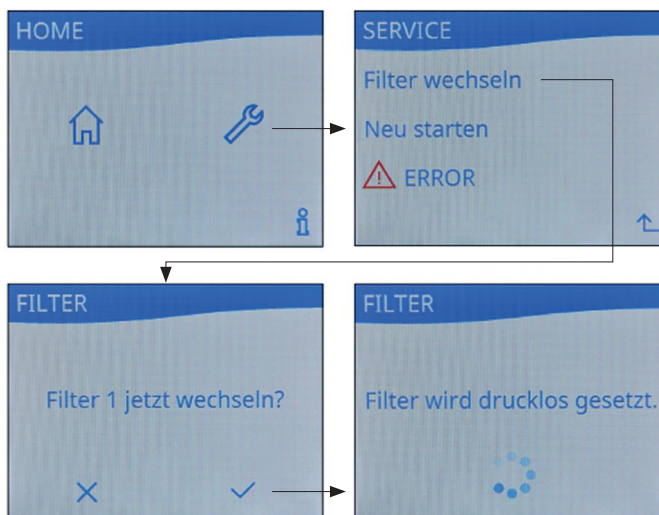 HOME
SERVICE
Filter wechseln
Neu starten
ERROR
FILTER
Filter 1 jetzt wechseln?
FILTER
Filter wird drucklos gesetzt.